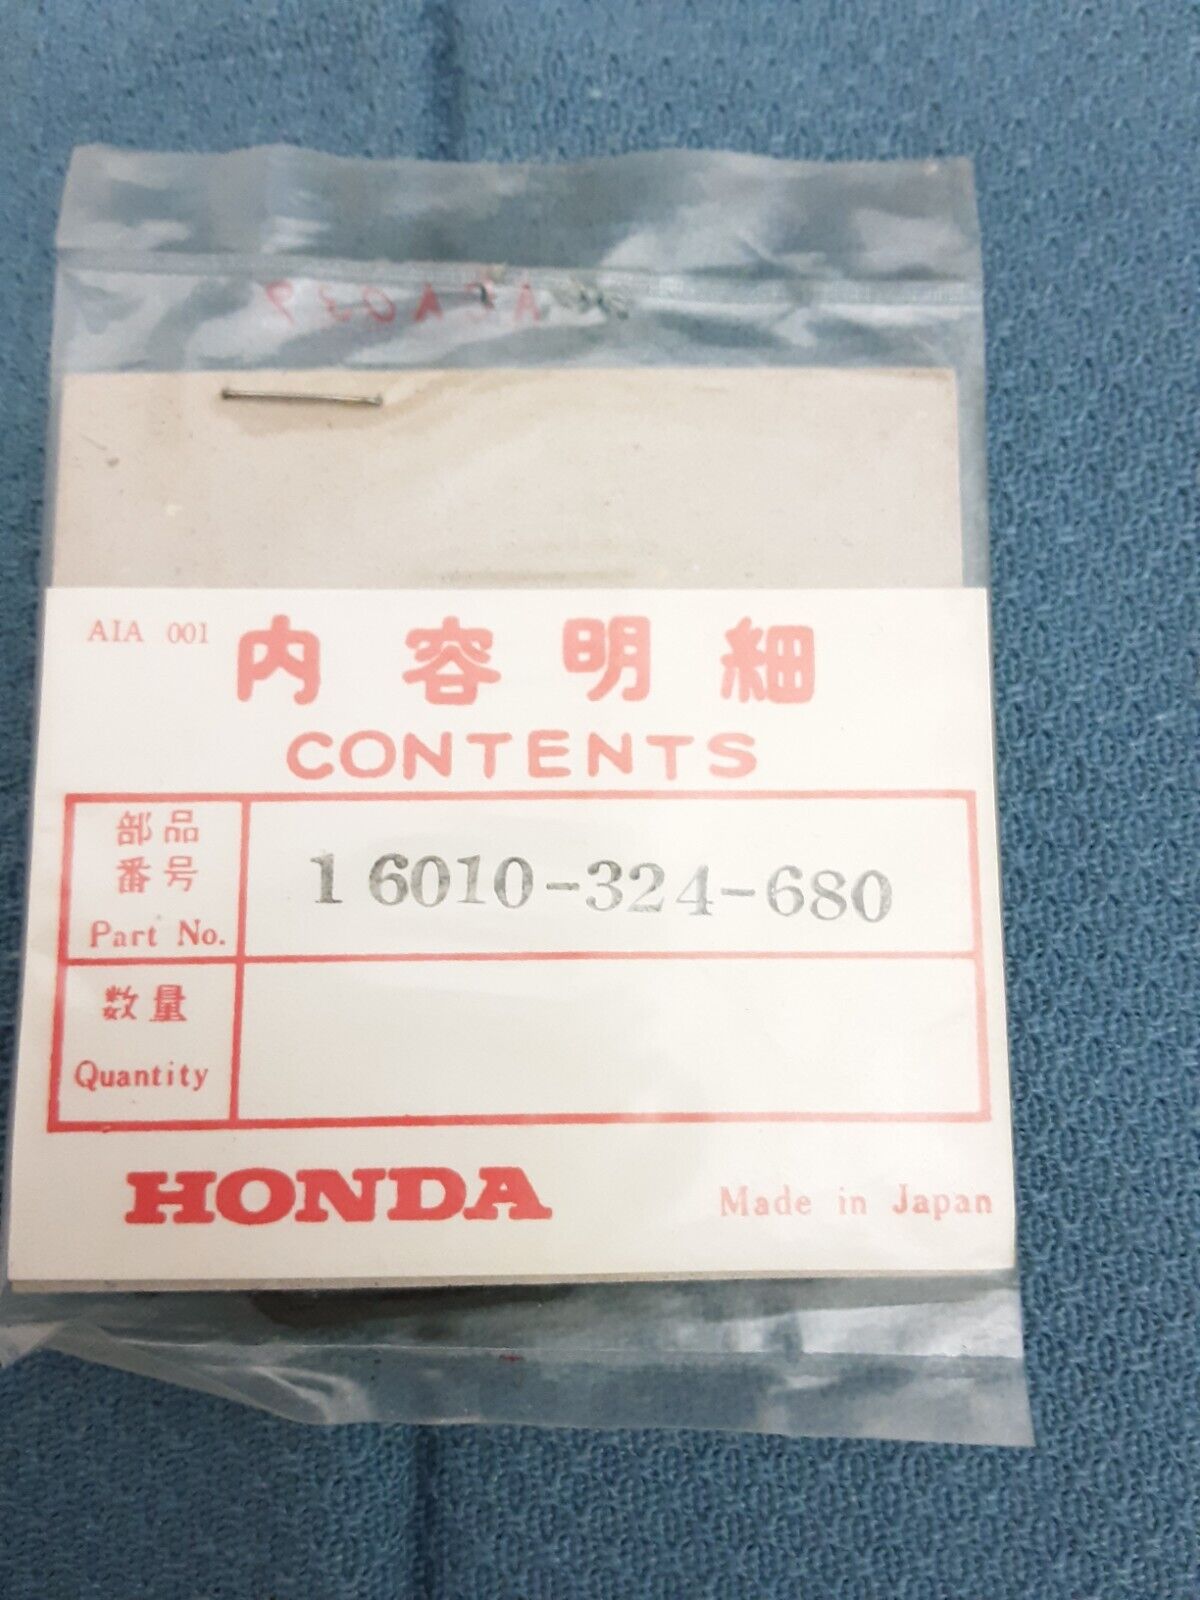 AIA 001
内容明細
CONTENTS
部品
番号
Part No.
16010-324-680
数量
Quantity
HONDA
Made in Japan